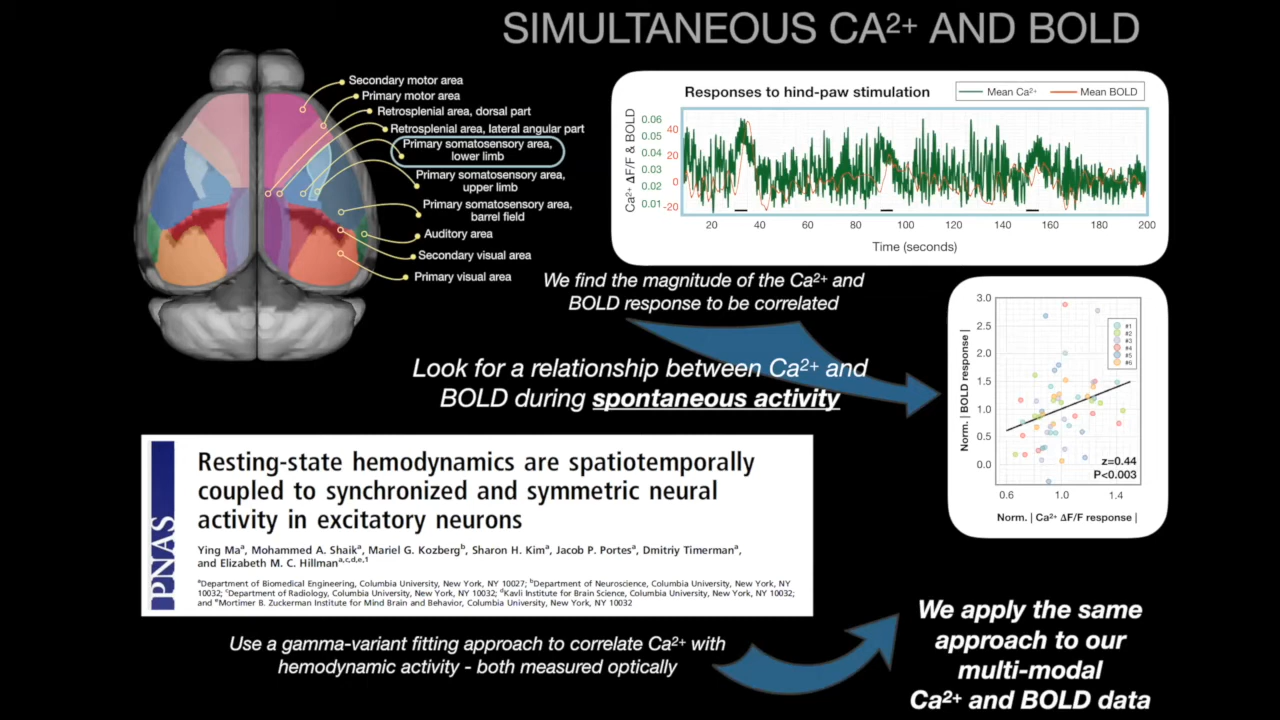 SIMULTANEOUS CA²⁺ AND BOLD
Secondary motor area
Primary motor area
Retrosplenial area, dorsal part
Retrosplenial area, lateral angular part
Primary somatosensory area,
lower limb
Primary somatosensory area,
upper limb
Primary somatosensory area,
barrel field
Auditory area
Secondary visual area
Primary visual area
Responses to hind-paw stimulation
Mean Ca²⁺
Mean BOLD
Ca²⁺ ΔF/F & BOLD
0.06
0.05
0.04
0.03
0.02
0.01
40
20
0
-20
20 40 60 80 100 120 140 160 180 200
Time (seconds)
We find the magnitude of the Ca²⁺ and
BOLD response to be correlated
Look for a relationship between Ca²⁺ and
BOLD during spontaneous activity
Norm. | BOLD response |
3.0
2.5
2.0
1.5
1.0
0.5
0.0
#1
#2
#3
#4
#5
#6
z=0.44
P<0.003
0.6 1.0 1.4
Norm. | Ca²⁺ ΔF/F response |
PNAS
Resting-state hemodynamics are spatiotemporally
coupled to synchronized and symmetric neural
activity in excitatory neurons
Ying Maᵃ, Mohammed A. Shaikᵃ, Mariel G. Kozbergᵇ, Sharon H. Kimᵃ, Jacob P. Portesᵃ, Dmitriy Timermanᵃ,
and Elizabeth M. C. Hillmanᵃ,ᶜ,ᵈ,ᵉ,¹
ᵃDepartment of Biomedical Engineering, Columbia University, New York, NY 10027; ᵇDepartment of Neuroscience, Columbia University, New York, NY
10032; ᶜDepartment of Radiology, Columbia University, New York, NY 10032; ᵈKavli Institute for Brain Science, Columbia University, New York, NY 10032;
and ᵉMortimer B. Zuckerman Institute for Mind Brain and Behavior, Columbia University, New York, NY 10032
Use a gamma-variant fitting approach to correlate Ca²⁺ with
hemodynamic activity - both measured optically
We apply the same
approach to our
multi-modal
Ca²⁺ and BOLD data